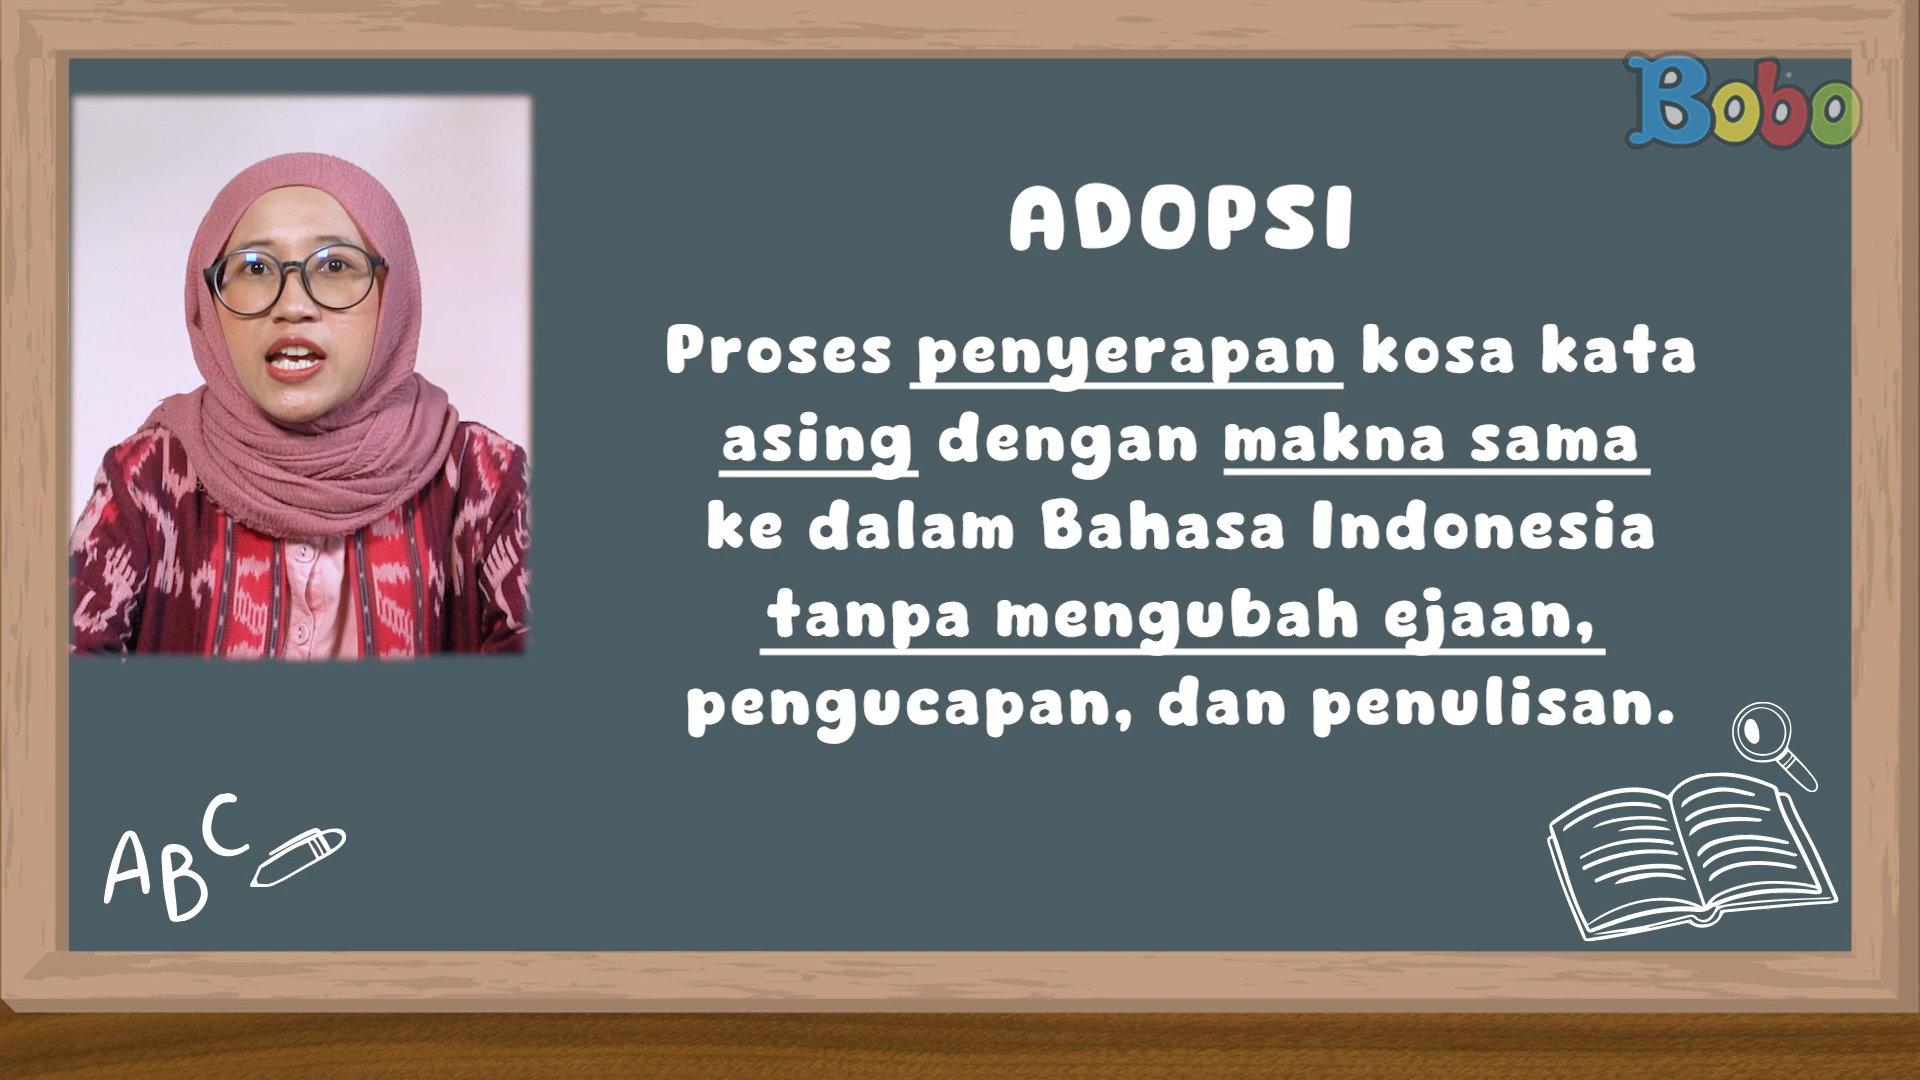 Bobo
ADOPSI
Proses penyerapan kosa kata
asing dengan makna sama
ke dalam Bahasa Indonesia
tanpa mengubah ejaan,
pengucapan, dan penulisan.
ABC